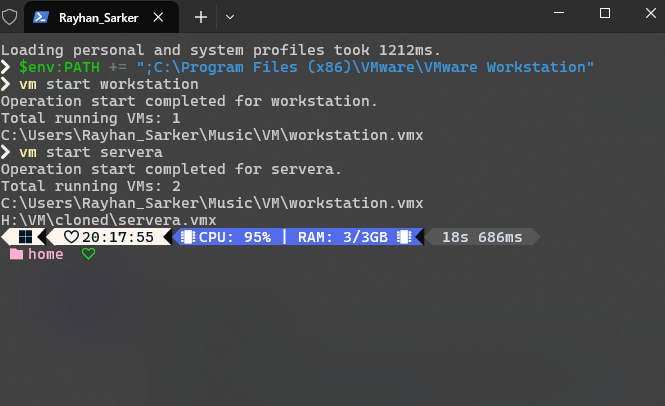 Rayhan_Sarker
Loading personal and system profiles took 1212ms.
$env:PATH += ";C:\Program Files (x86)\VMware\VMware Workstation"
vm start workstation
Operation start completed for workstation.
Total running VMs: 1
C:\Users\Rayhan_Sarker\Music\VM\workstation.vmx
vm start servera
Operation start completed for servera.
Total running VMs: 2
C:\Users\Rayhan_Sarker\Music\VM\workstation.vmx
H:\VM\cloned\servera.vmx
20:17:55 CPU: 95% | RAM: 3/3GB 18s 686ms
home